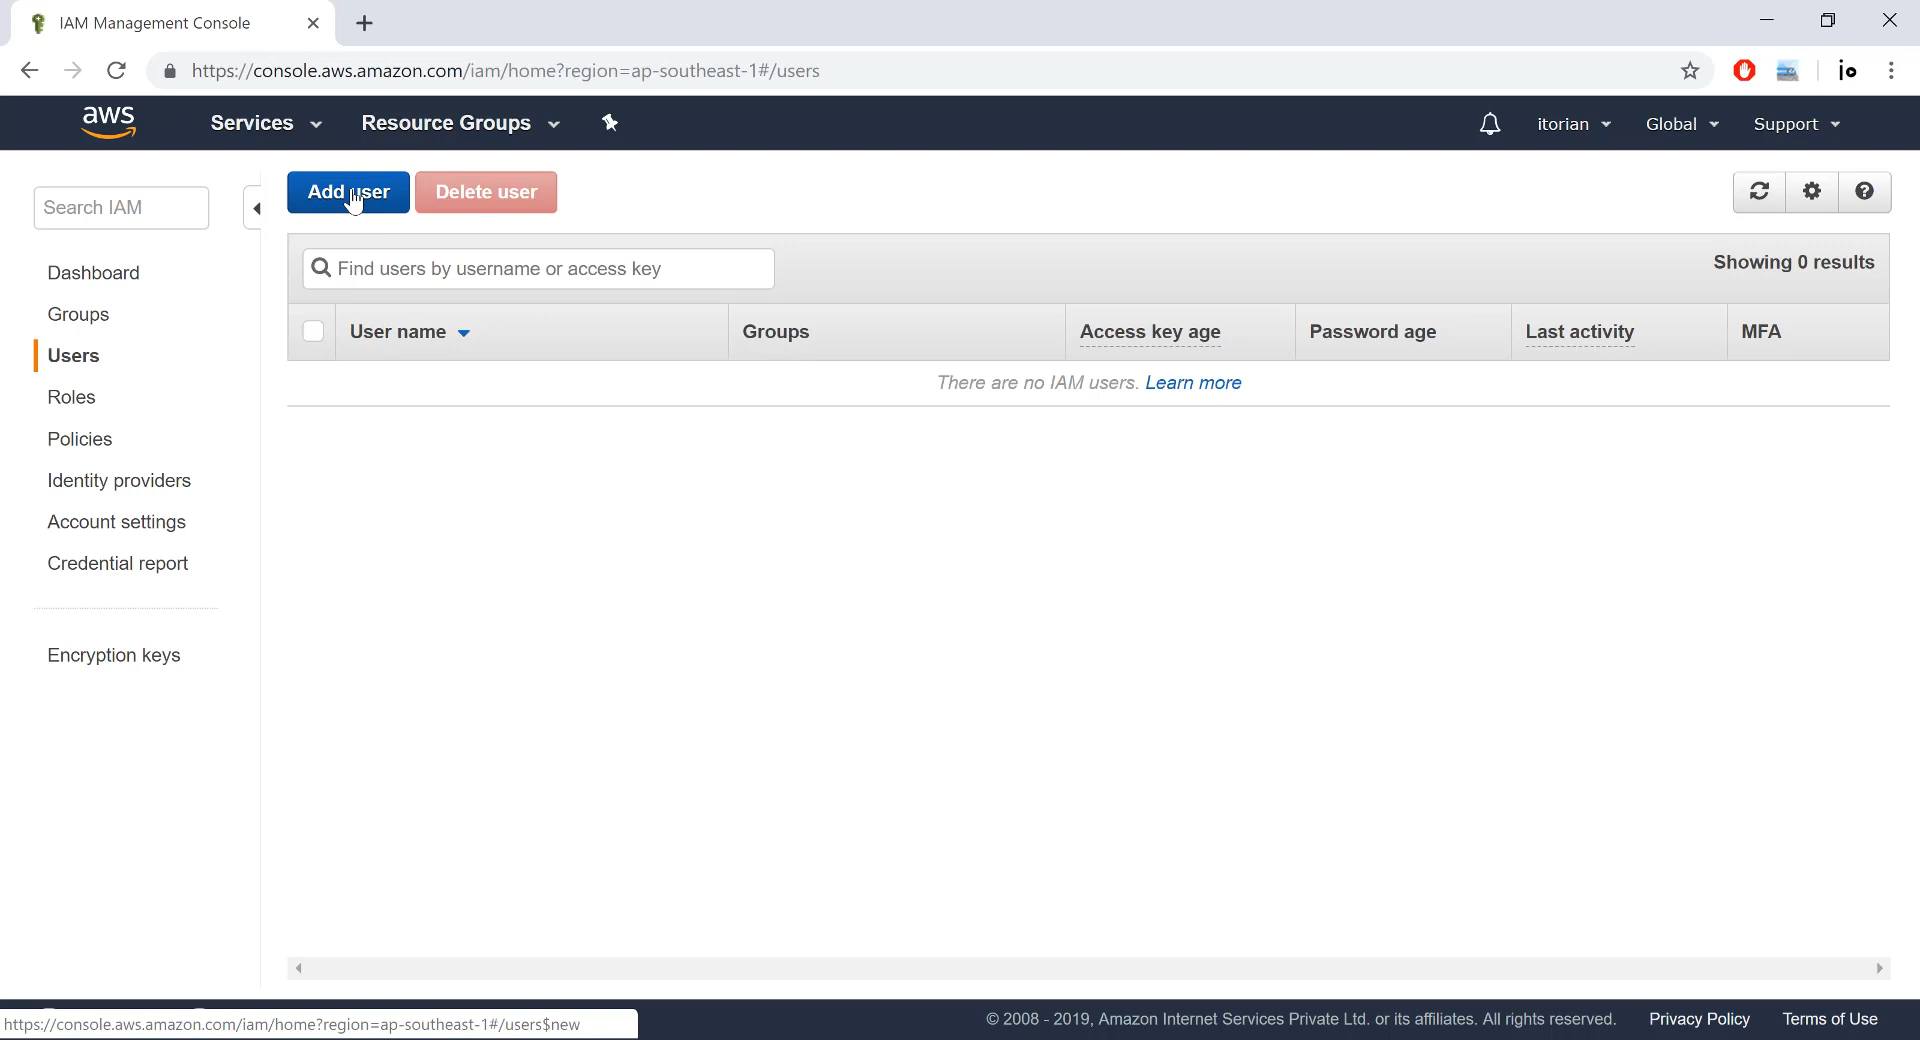 IAM Management Console
https://console.aws.amazon.com/iam/home?region=ap-southeast-1#/users
aws
Services
Resource Groups
itorian
Global
Support
Search IAM
Add user
Delete user
Dashboard
Groups
Users
Roles
Policies
Identity providers
Account settings
Credential report
Encryption keys
Find users by username or access key
Showing 0 results
User name
Groups
Access key age
Password age
Last activity
MFA
There are no IAM users. Learn more
https://console.aws.amazon.com/iam/home?region=ap-southeast-1#/users$new
© 2008 - 2019, Amazon Internet Services Private Ltd. or its affiliates. All rights reserved.
Privacy Policy
Terms of Use